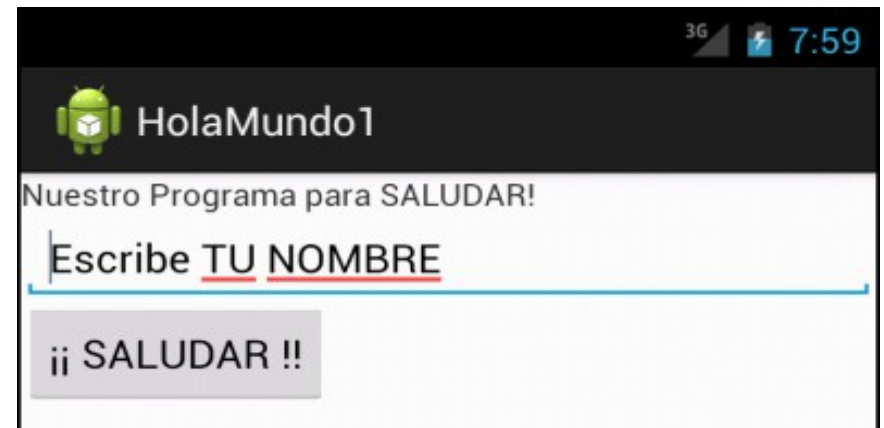 3G 7:59
HolaMundo1
Nuestro Programa para SALUDAR!
Escribe TU NOMBRE
¡¡ SALUDAR !!